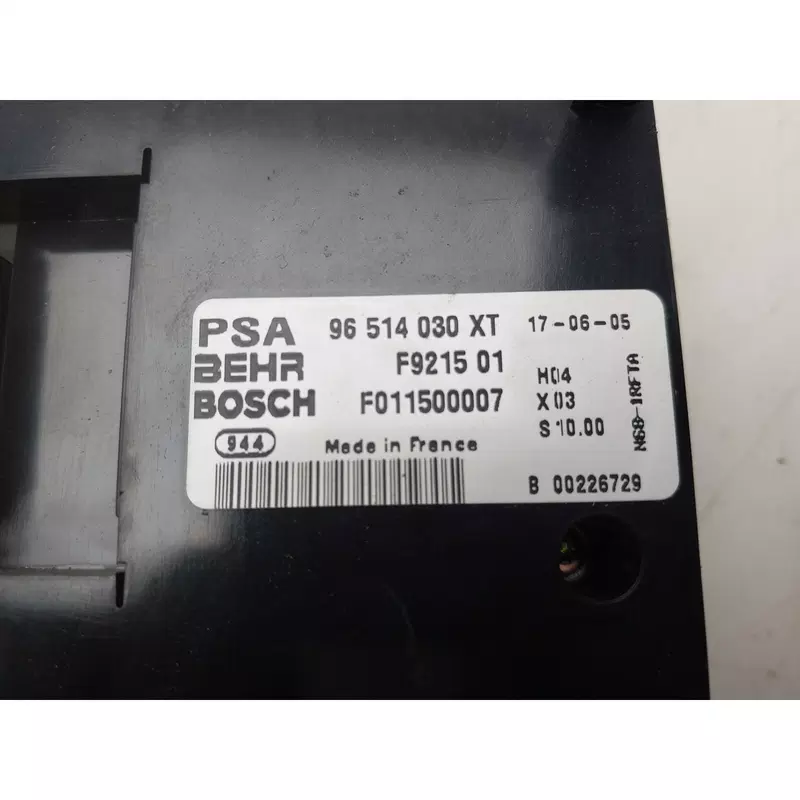 PSA 96 514 030 XT 17-06-05
BEHR F9215 01 H04
BOSCH F011500007 X03
944 Made in France S10.00
B 00226729
N68-1RFTA